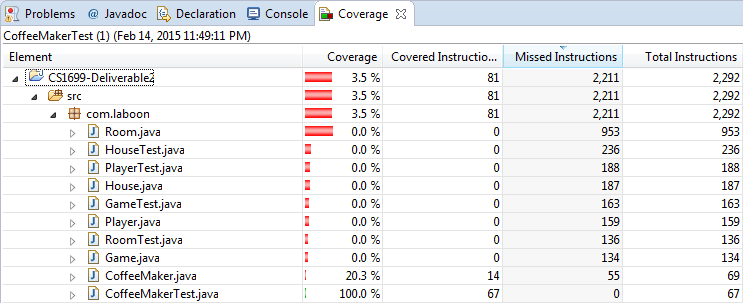 Problems @ Javadoc Declaration Console Coverage
CoffeeMakerTest (1) (Feb 14, 2015 11:49:11 PM)
Element Coverage Covered Instructio... Missed Instructions Total Instructions
CS1699-Deliverable2 3.5 % 81 2,211 2,292
src 3.5 % 81 2,211 2,292
com.laboon 3.5 % 81 2,211 2,292
J Room.java 0.0 % 0 953 953
J HouseTest.java 0.0 % 0 236 236
J PlayerTest.java 0.0 % 0 188 188
J House.java 0.0 % 0 187 187
J GameTest.java 0.0 % 0 163 163
J Player.java 0.0 % 0 159 159
J RoomTest.java 0.0 % 0 136 136
J Game.java 0.0 % 0 134 134
J CoffeeMaker.java 20.3 % 14 55 69
J CoffeeMakerTest.java 100.0 % 67 0 67